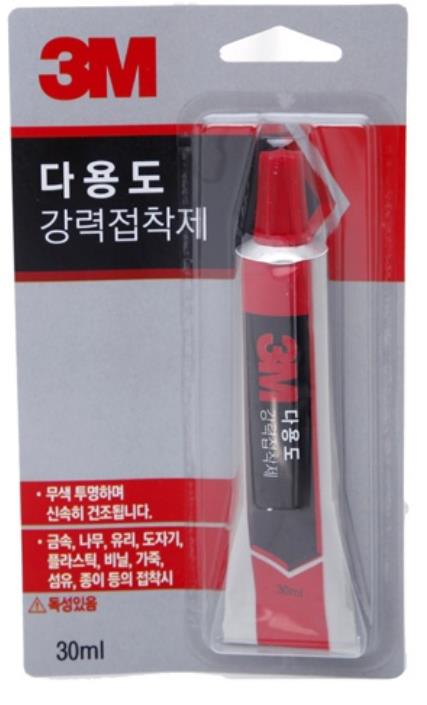 3M
다용도
강력접착제
3M
다용도
강력접착제
30ml
• 무색 투명하며
신속히 건조됩니다.
• 금속, 나무, 유리, 도자기,
플라스틱, 비닐, 가죽,
섬유, 종이 등의 접착시
⚠독성있음
30ml